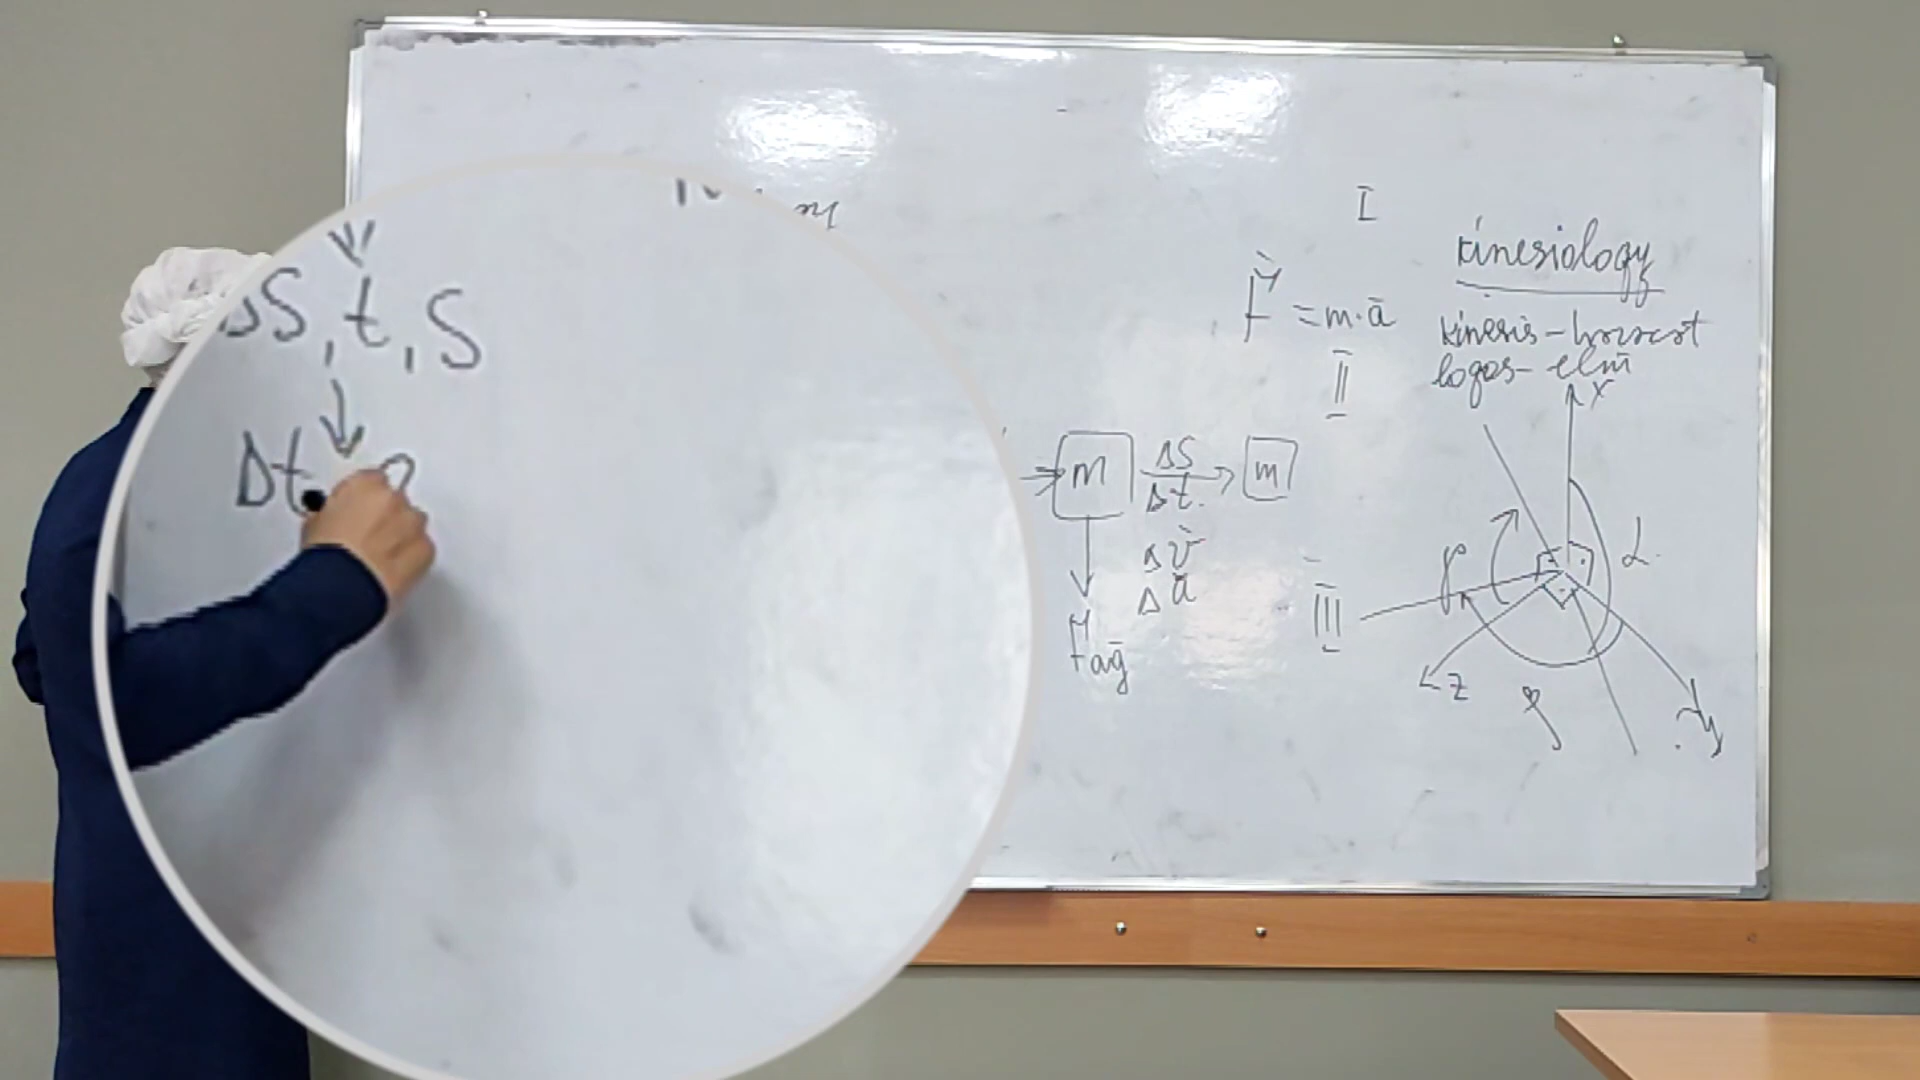 ΔS, t, S
Δt
I
kinesiology
F = m·a
kinesis - hərəkət
logos - elm
II
x
m ΔS m
Δt
Δv
Δa
III
Fağ
α
γ
z
y